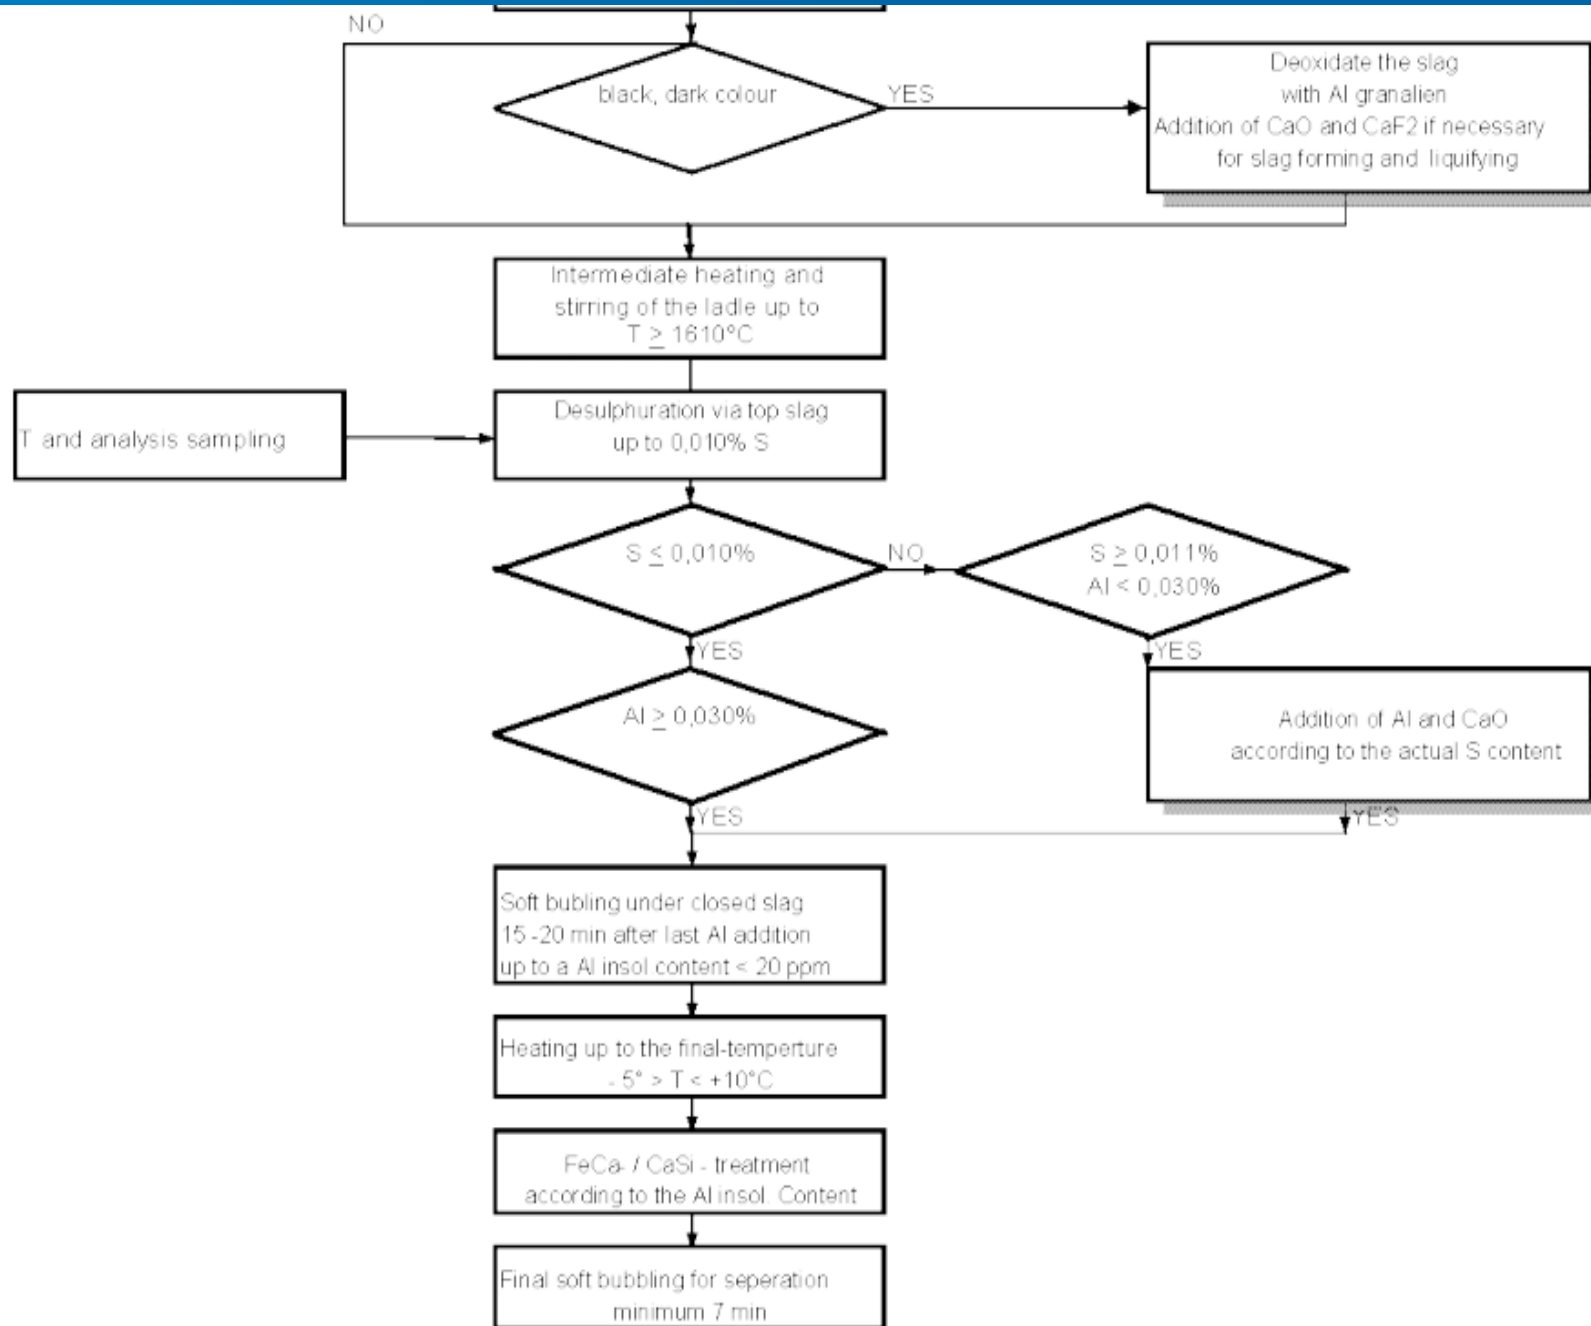 NO
black, dark colour
YES
Deoxidate the slag
with Al granalien
Addition of CaO and CaF2 if necessary
for slag forming and liquifying
Intermediate heating and
stirring of the ladle up to
T ≥ 1610°C
T and analysis sampling
Desulphuration via top slag
up to 0,010% S
S ≤ 0,010%
NO
S ≥ 0,011%
Al < 0,030%
YES
YES
Al ≥ 0,030%
Addition of Al and CaO
according to the actual S content
YES
YES
Soft bubling under closed slag
15 -20 min after last Al addition
up to a Al insol content < 20 ppm
Heating up to the final-temperture
- 5° > T < +10°C
FeCa- / CaSi - treatment
according to the Al insol. Content
Final soft bubbling for seperation
minimum 7 min